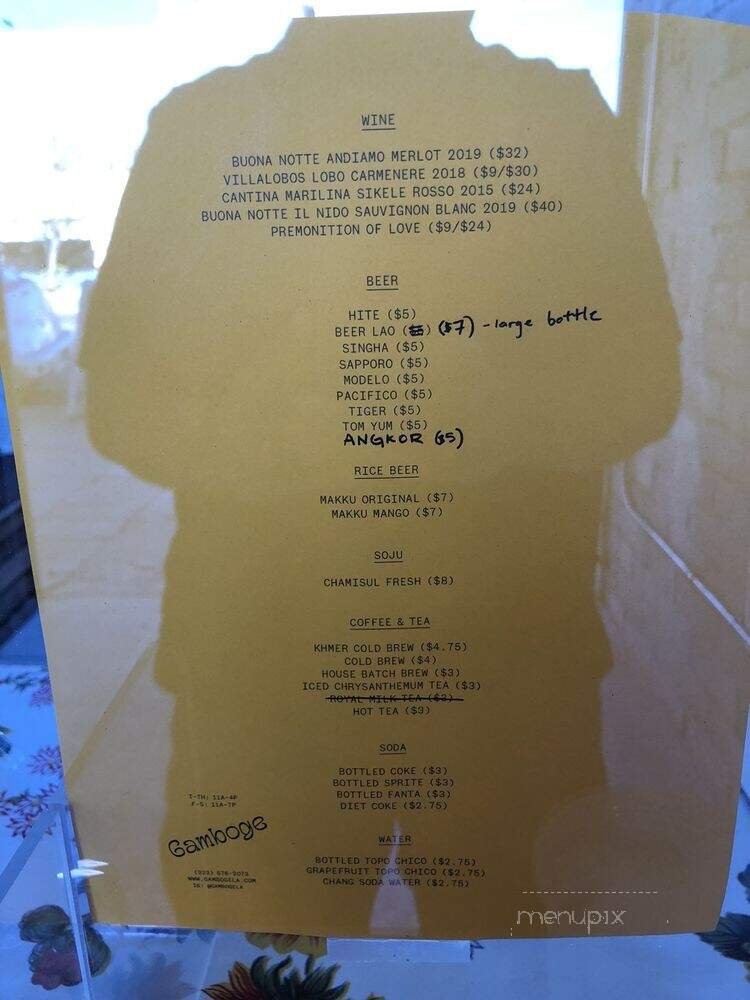 WINE
BUONA NOTTE ANDIAMO MERLOT 2019 ($32)
VILLALOBOS LOBO CARMENERE 2018 ($9/$30)
CANTINA MARILINA SIKELE ROSSO 2015 ($24)
BUONA NOTTE IL NIDO SAUVIGNON BLANC 2019 ($40)
PREMONITION OF LOVE ($9/$24)
BEER
HITE ($5)
BEER LAO ($5) ($7) - large bottle
SINGHA ($5)
SAPPORO ($5)
MODELO ($5)
PACIFICO ($5)
TIGER ($5)
TOM YUM ($5)
ANGKOR ($5)
RICE BEER
MAKKU ORIGINAL ($7)
MAKKU MANGO ($7)
SOJU
CHAMISUL FRESH ($8)
COFFEE & TEA
KHMER COLD BREW ($4.75)
COLD BREW ($4)
HOUSE BATCH BREW ($3)
ICED CHRYSANTHEMUM TEA ($3)
ROYAL MILK TEA ($3)
HOT TEA ($3)
SODA
BOTTLED COKE ($3)
BOTTLED SPRITE ($3)
BOTTLED FANTA ($3)
DIET COKE ($2.75)
WATER
BOTTLED TOPO CHICO ($2.75)
GRAPEFRUIT TOPO CHICO ($2.75)
CHANG SODA WATER ($2.75)
T-TH: 11A-4P
F-S: 11A-7P
Gamboge
WWW.GAMBOGELA.COM
IG: @GAMBOGELA
menupix